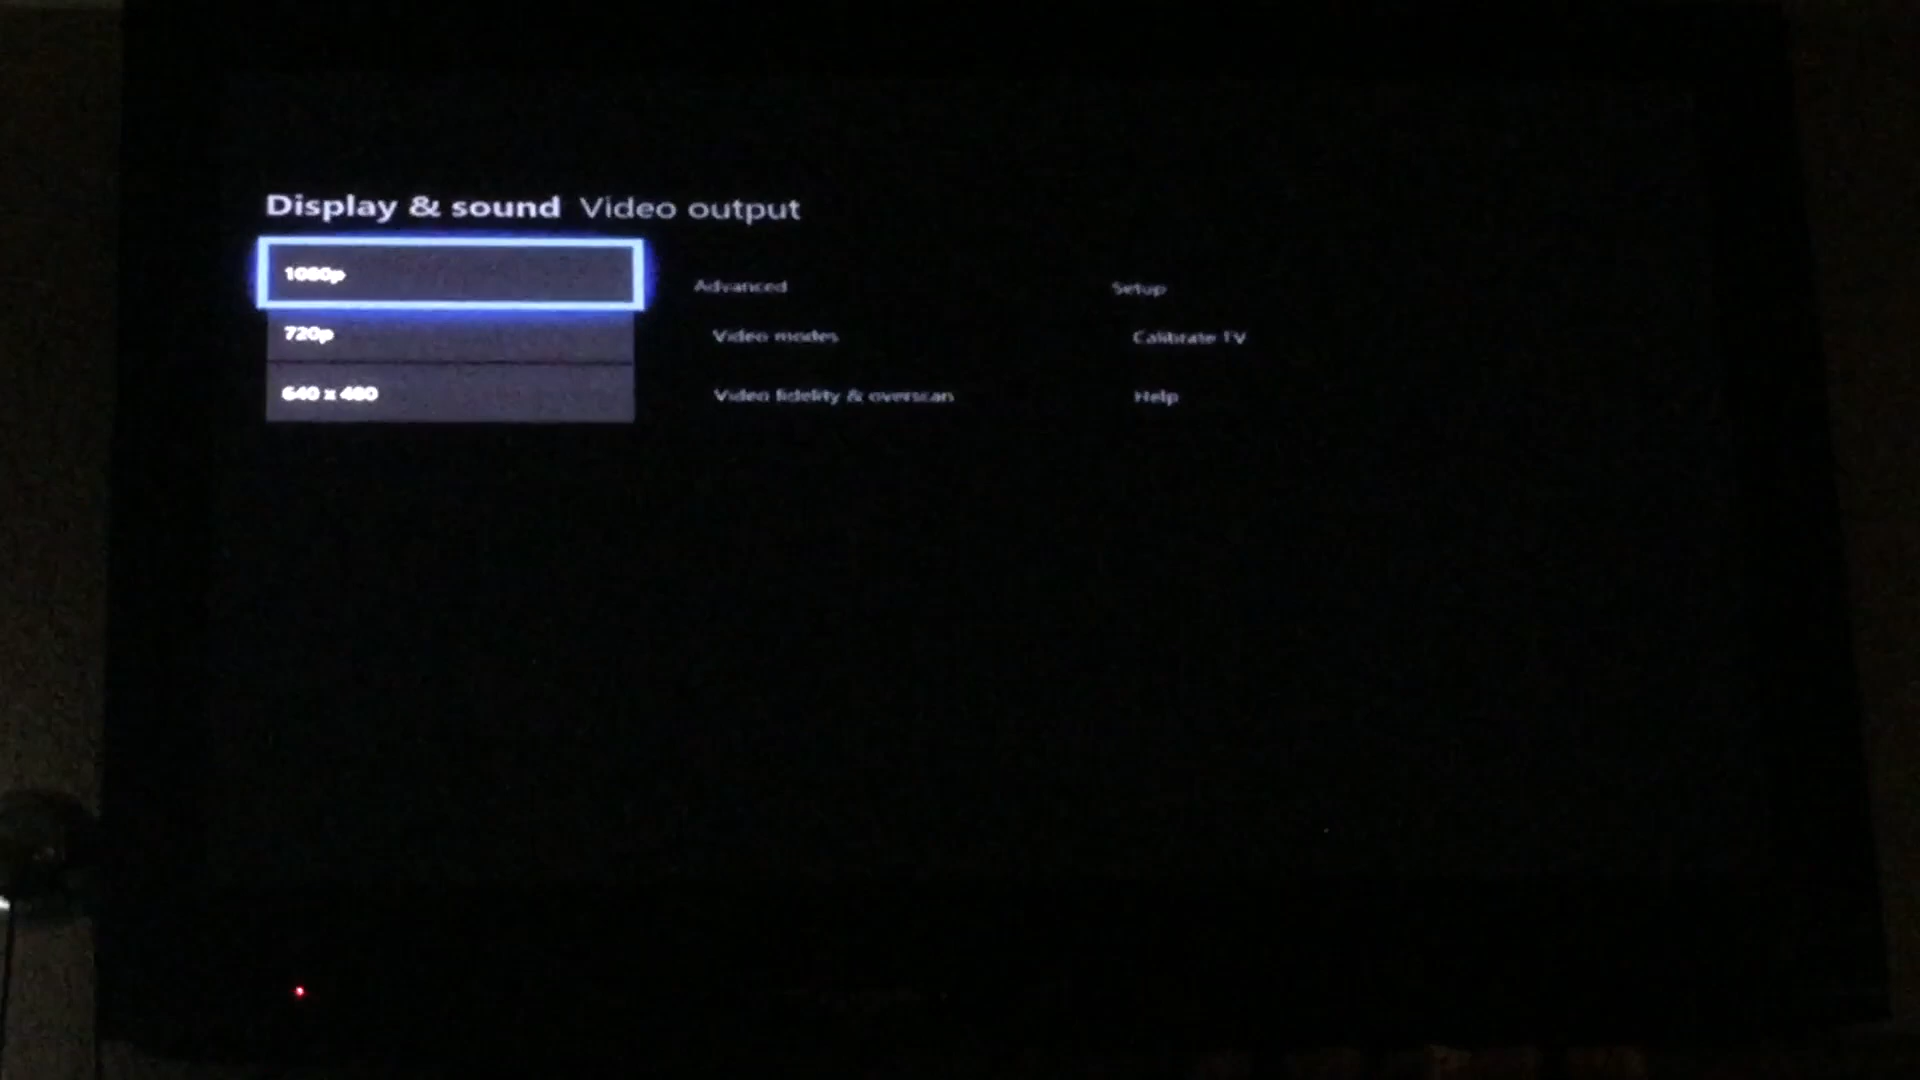 Display & sound Video output
1080p
720p
640 x 480
Advanced
Video modes
Video fidelity & overscan
Setup
Calibrate TV
Help